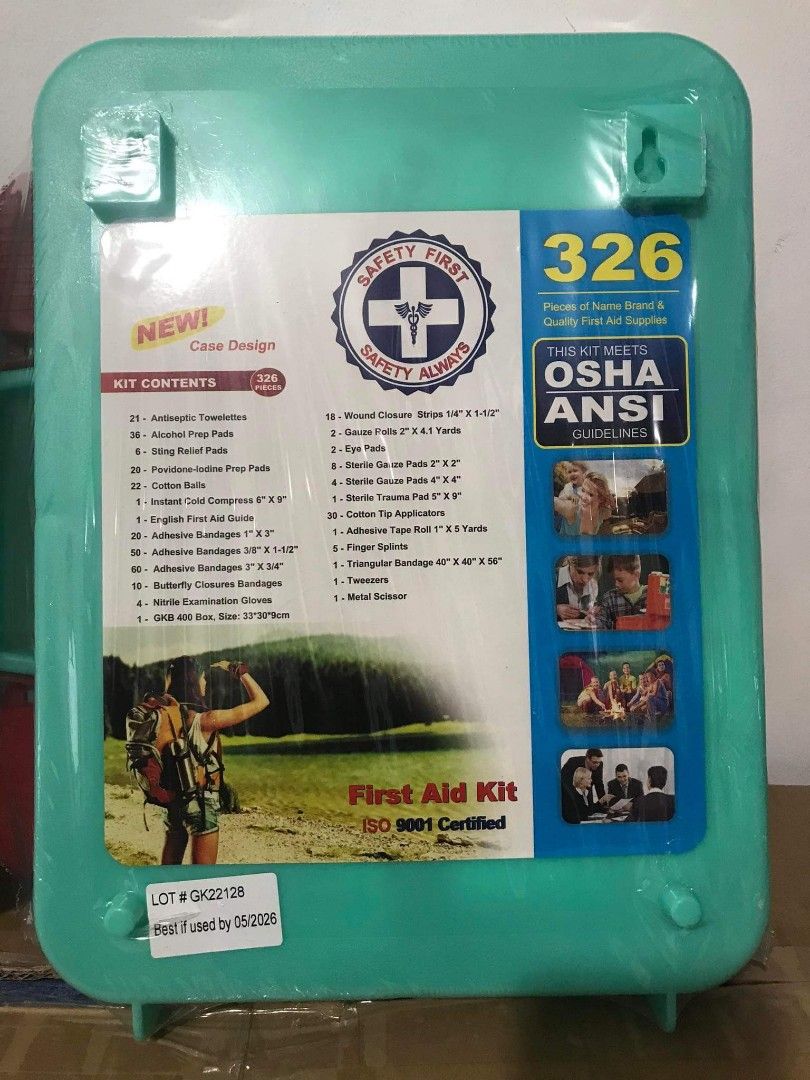 SAFETY FIRST
SAFETY ALWAYS
NEW!
Case Design
KIT CONTENTS
326
PIECES
21 - Antiseptic Towelettes
36 - Alcohol Prep Pads
6 - Sting Relief Pads
20 - Povidone-Iodine Prep Pads
22 - Cotton Balls
1 - Instant Cold Compress 6" X 9"
1 - English First Aid Guide
20 - Adhesive Bandages 1" X 3"
50 - Adhesive Bandages 3/8" X 1-1/2"
60 - Adhesive Bandages 3" X 3/4"
10 - Butterfly Closures Bandages
4 - Nitrile Examination Gloves
1 - GKB 400 Box, Size: 33*30*9cm
18 - Wound Closure Strips 1/4" X 1-1/2"
2 - Gauze Rolls 2" X 4.1 Yards
2 - Eye Pads
8 - Sterile Gauze Pads 2" X 2"
4 - Sterile Gauze Pads 4" X 4"
1 - Sterile Trauma Pad 5" X 9"
30 - Cotton Tip Applicators
1 - Adhesive Tape Roll 1" X 5 Yards
5 - Finger Splints
1 - Triangular Bandage 40" X 40" X 56"
1 - Tweezers
1 - Metal Scissor
326
Pieces of Name Brand &
Quality First Aid Supplies
THIS KIT MEETS
OSHA
ANSI
GUIDELINES
First Aid Kit
ISO 9001 Certified
LOT # GK22128
Best if used by 05/2026